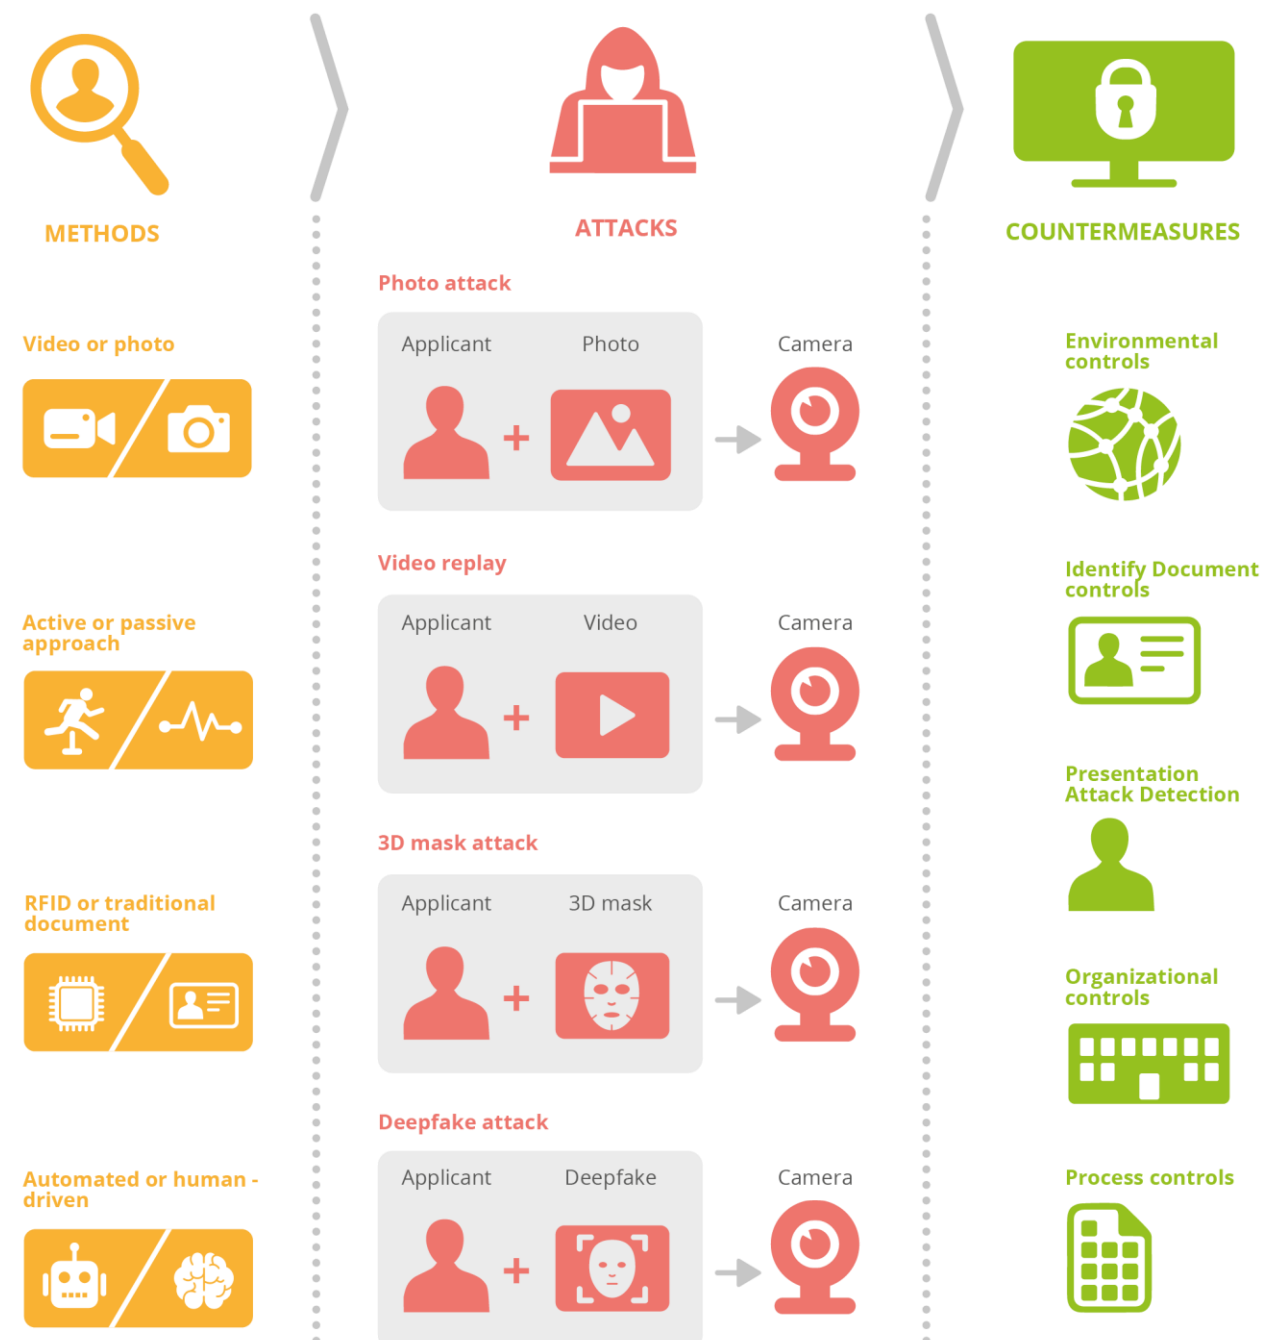 METHODS
Video or photo
Active or passive
approach
RFID or traditional
document
Automated or human -
driven
ATTACKS
Photo attack
Applicant
Photo
Camera
Video replay
Applicant
Video
Camera
3D mask attack
Applicant
3D mask
Camera
Deepfake attack
Applicant
Deepfake
Camera
COUNTERMEASURES
Environmental
controls
Identify Document
controls
Presentation
Attack Detection
Organizational
controls
Process controls